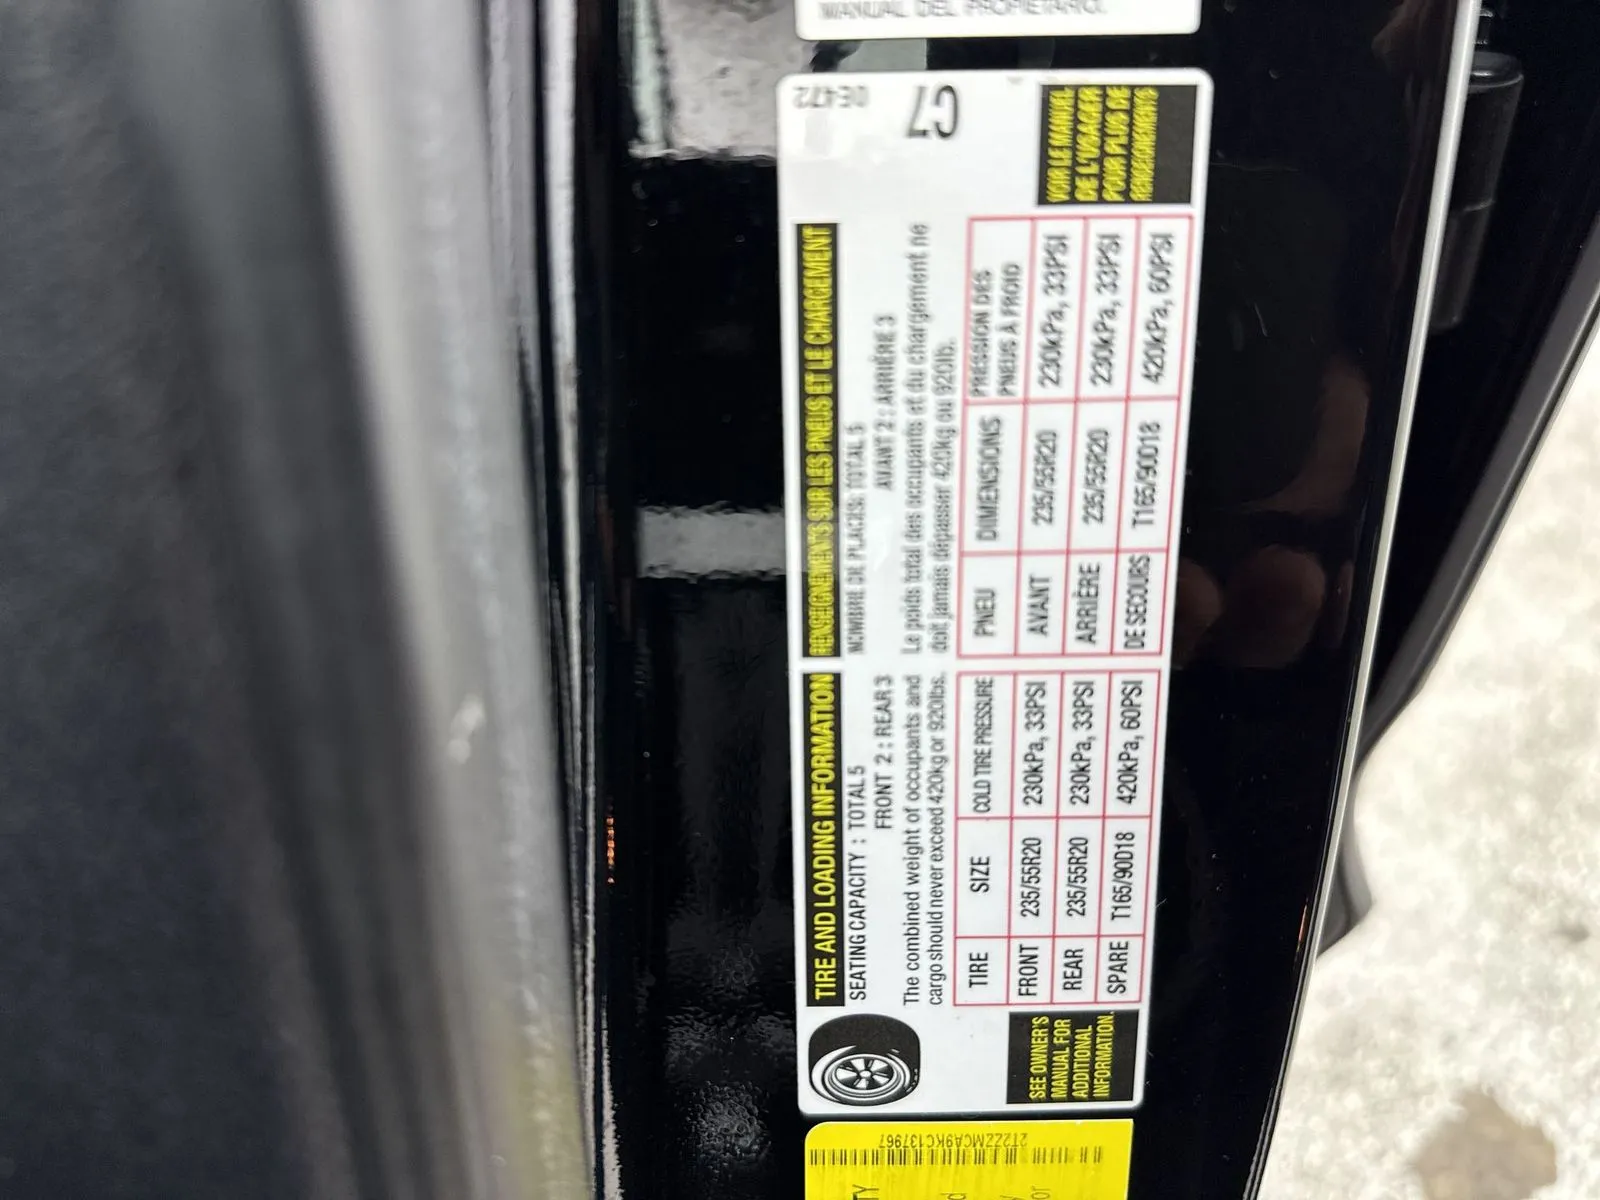 MANUAL DEL PROPIETARIO.
TIRE AND LOADING INFORMATION
SEATING CAPACITY : TOTAL 5
FRONT 2 : REAR 3
The combined weight of occupants and
cargo should never exceed 420kg or 920lbs.
TIRE SIZE COLD TIRE PRESSURE
FRONT 235/55R20 230kPa, 33PSI
REAR 235/55R20 230kPa, 33PSI
SPARE T165/90D18 420kPa, 60PSI
SEE OWNER'S
MANUAL FOR
ADDITIONAL
INFORMATION.
RENSEIGNEMENTS SUR LES PNEUS ET LE CHARGEMENT
NOMBRE DE PLACES: TOTAL 5
AVANT 2 : ARRIÈRE 3
Le poids total des occupants et du chargement ne
doit jamais dépasser 420kg ou 920lb.
PNEU DIMENSIONS PRESSION DES
PNEUS À FROID
AVANT 235/55R20 230kPa, 33PSI
ARRIÈRE 235/55R20 230kPa, 33PSI
DE SECOURS T165/90D18 420kPa, 60PSI
VOIR LE MANUEL
DE L'USAGER
POUR PLUS DE
RENSEIGNEMENTS
C7
0E472
2T2ZZMCA9KC137967